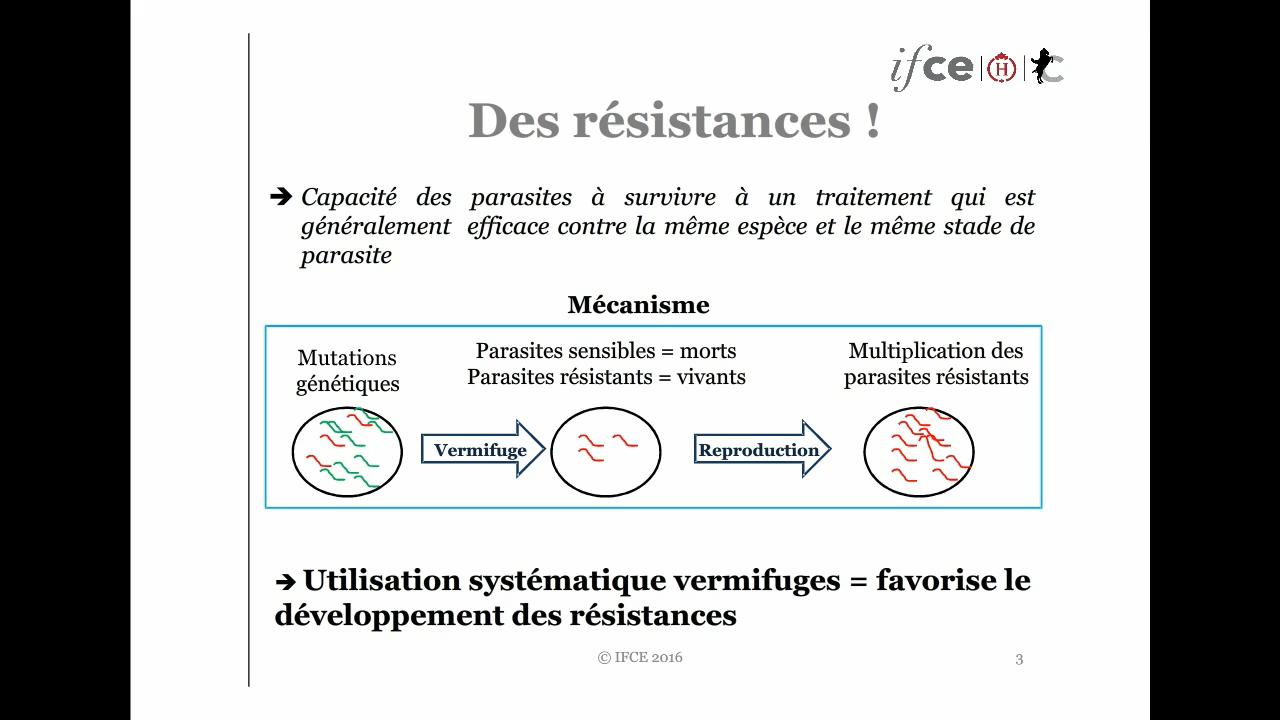 ifce | H | C
Des résistances !
➔ Capacité des parasites à survivre à un traitement qui est
généralement efficace contre la même espèce et le même stade de
parasite
Mécanisme
Mutations
génétiques
Parasites sensibles = morts
Parasites résistants = vivants
Multiplication des
parasites résistants
Vermifuge
Reproduction
➔ Utilisation systématique vermifuges = favorise le
développement des résistances
© IFCE 2016
3